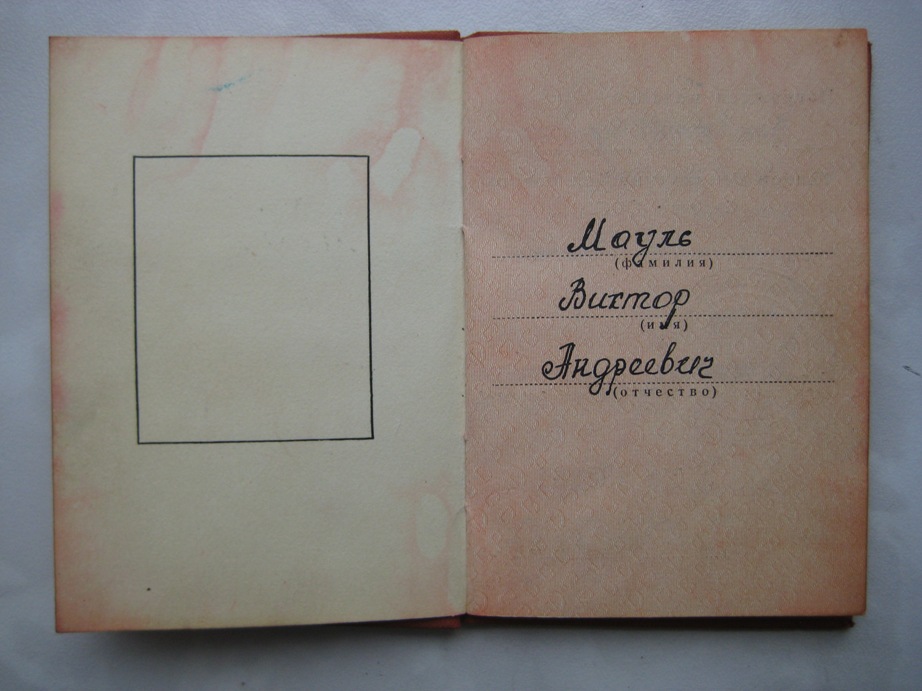 Мауль
(фамилия)
Виктор
(имя)
Андреевич
(отчество)